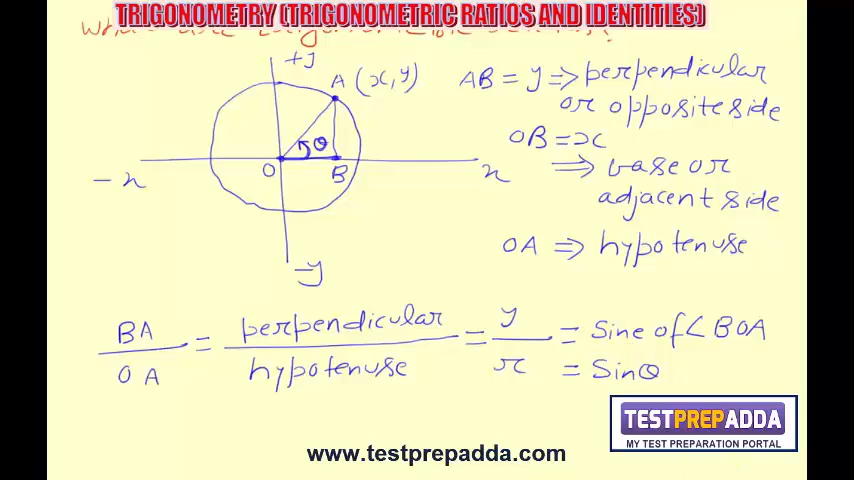 TRIGONOMETRY (TRIGONOMETRIC RATIOS AND IDENTITIES)
+y
A (x, y)
AB = y => perpendicular
or opposite side
θ
OB = x
O
B
-x
x
=> base or
adjacent side
OA => hypotenuse
-y
BA / OA = perpendicular / hypotenuse = y / r = Sine of ∠BOA
= Sinθ
TESTPREPADDA
MY TEST PREPARATION PORTAL
www.testprepadda.com